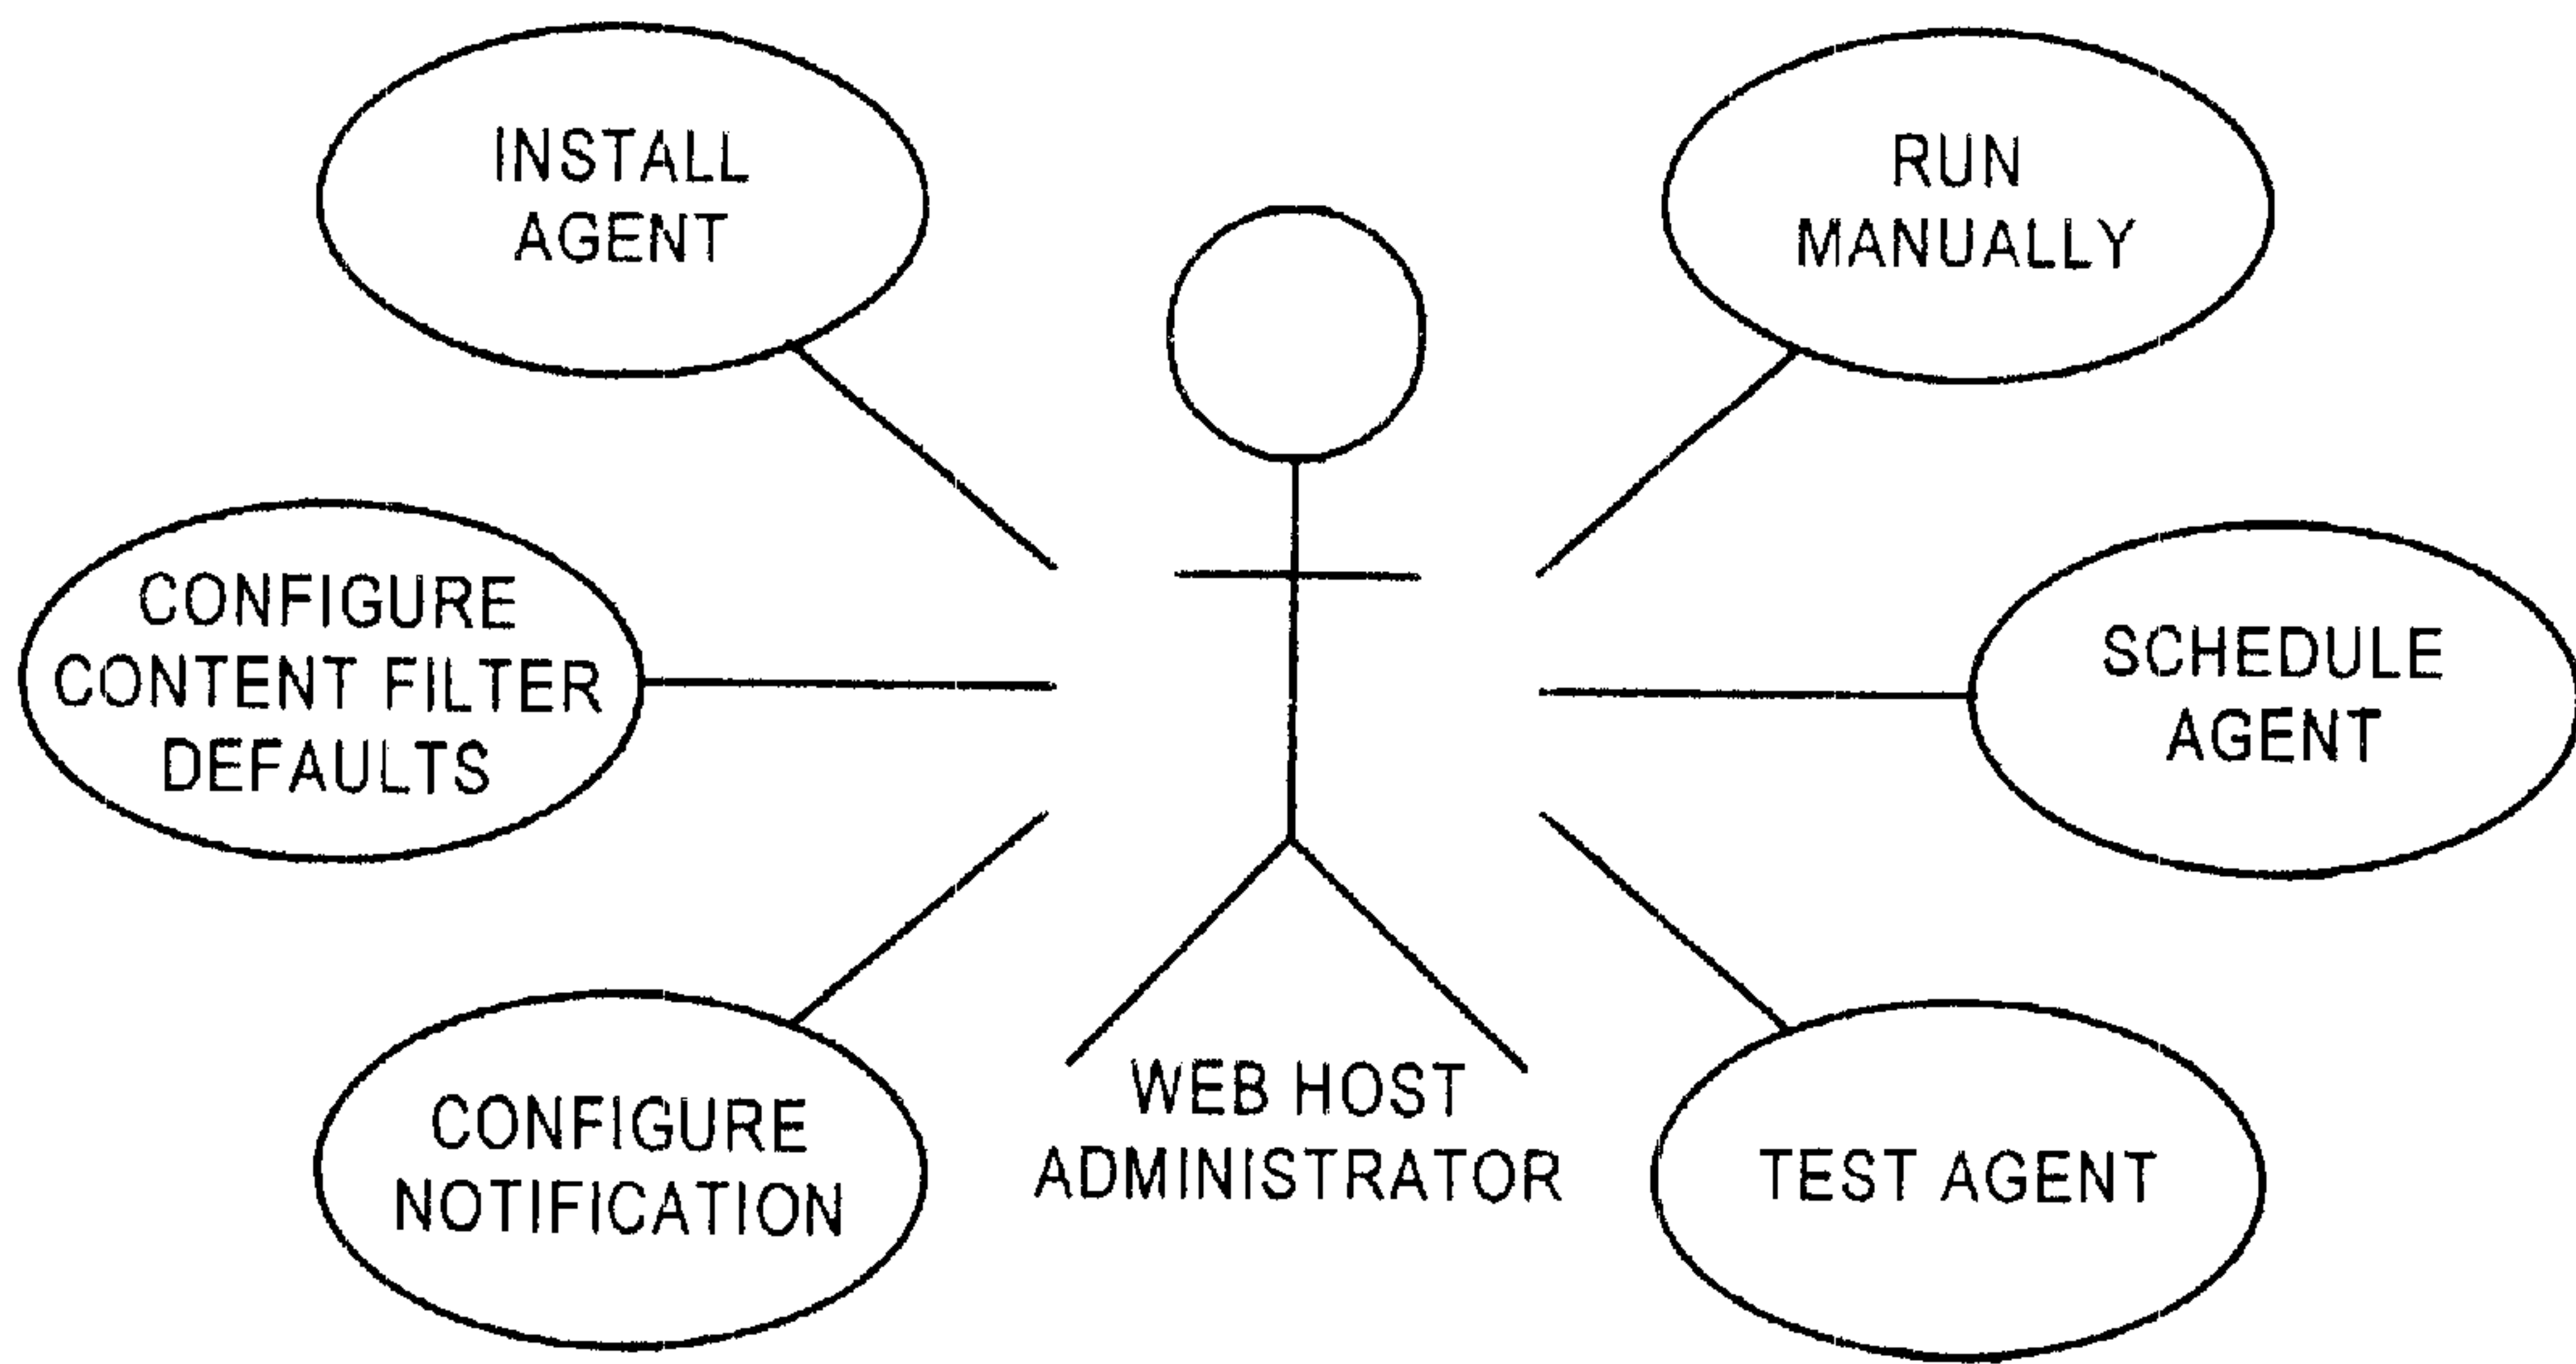 INSTALL
AGENT
RUN
MANUALLY
CONFIGURE
CONTENT FILTER
DEFAULTS
SCHEDULE
AGENT
CONFIGURE
NOTIFICATION
WEB HOST
ADMINISTRATOR
TEST AGENT